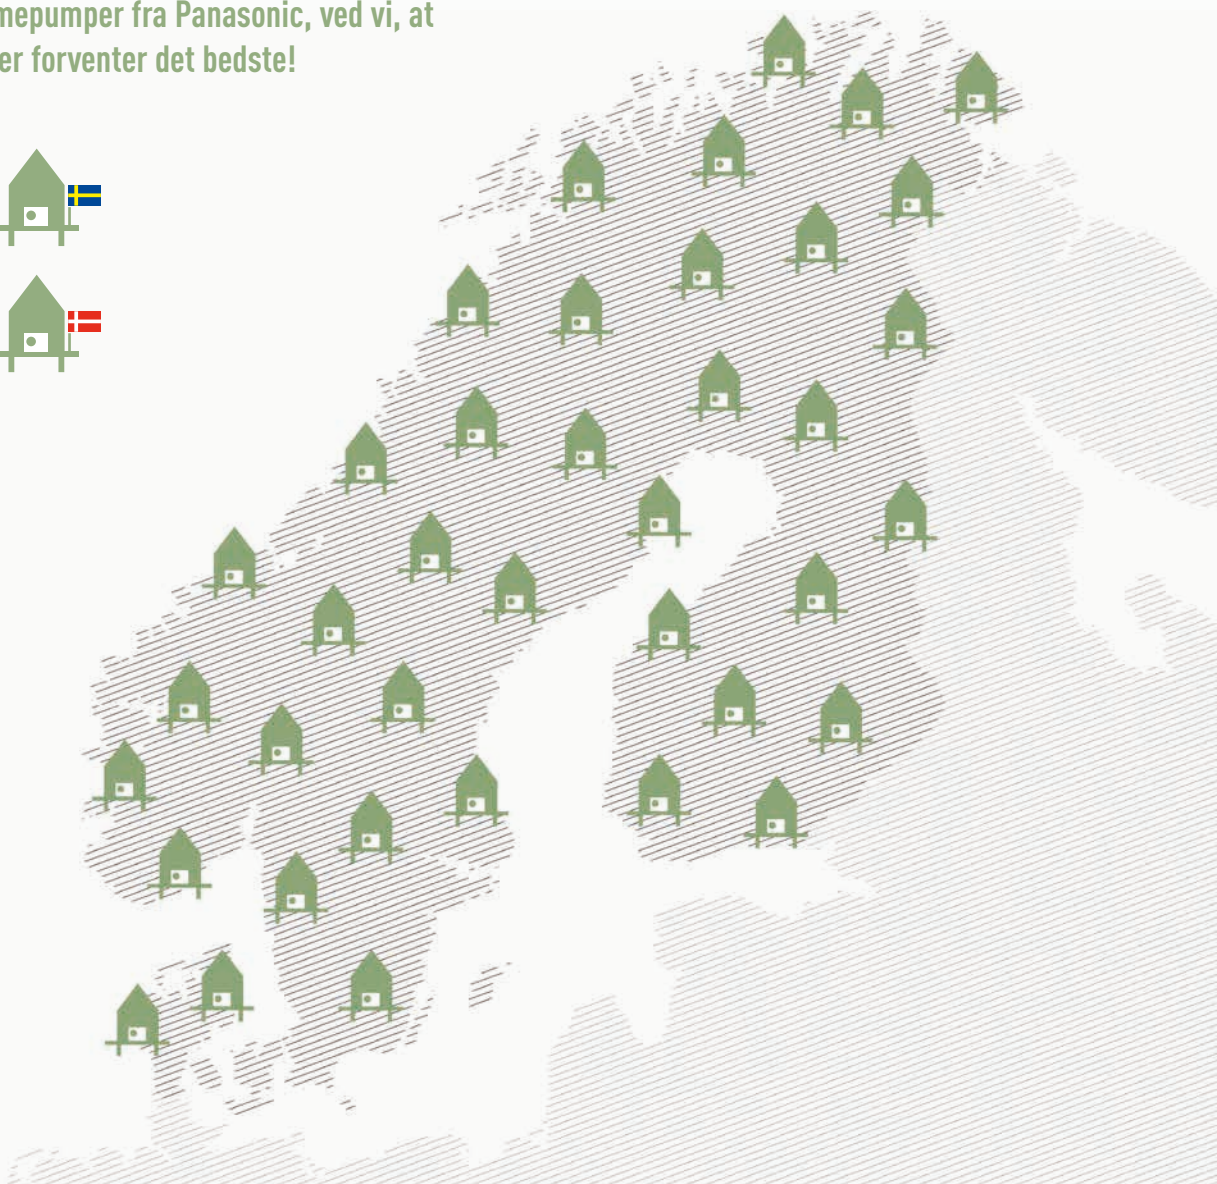 mepumper fra Panasonic, ved vi, at
er forventer det bedste!